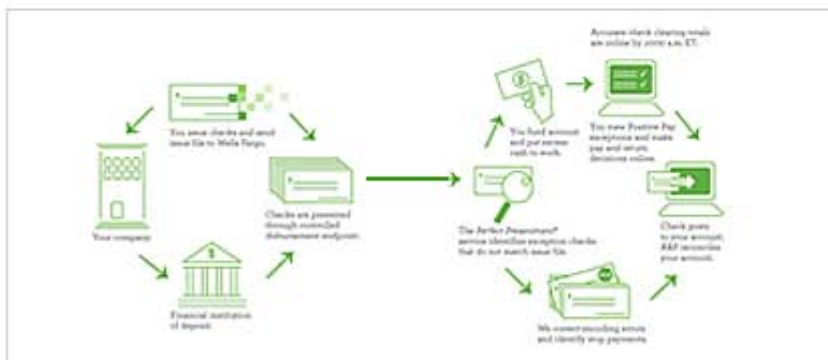 Accurate check clearing totals
are online by 10:00 a.m. ET.
You issue checks and send
issue file to Wells Fargo.
Your company
Financial institution
of deposit
Checks are presented
through controlled
disbursement endpoint.
You fund account
and put excess
cash to work.
You view Positive Pay
exceptions and make
pay and return
decisions online.
The Perfect Presentment®
service identifies exception checks
that do not match issue file.
We correct encoding errors
and identify stop payments.
Check posts
to your account;
ARP reconciles
your account.